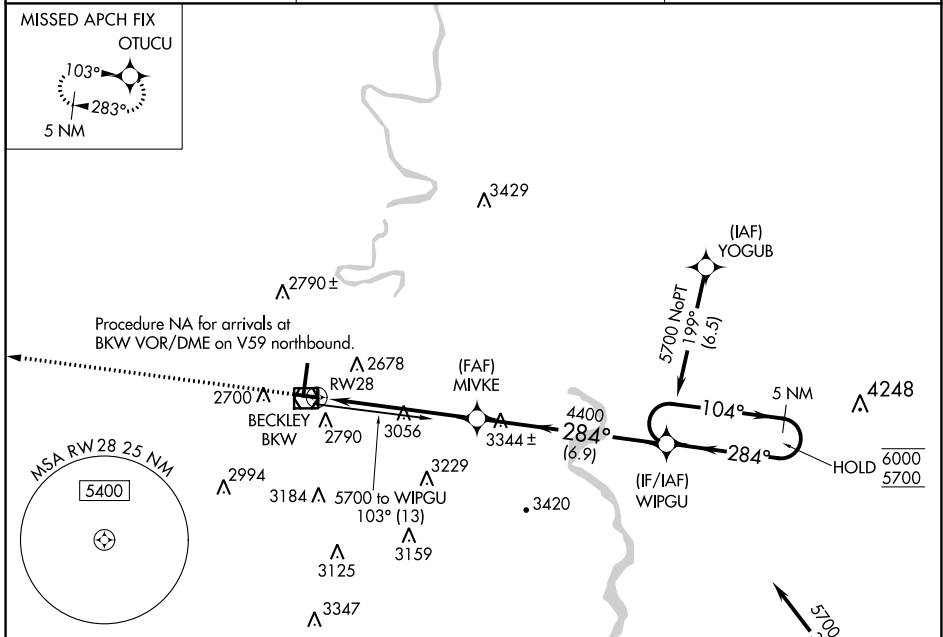 MISSED APCH FIX
OTUCU
103°
283°
5 NM
3429
(IAF)
YOGUB
2790±
5700 NoPT
199°
(6.5)
Procedure NA for arrivals at
BKW VOR/DME on V59 northbound.
2678
(FAF)
MIVKE
RW28
2700
BECKLEY
BKW
2790
3056
3344±
4400
284°
(6.9)
104°
5 NM
4248
284°
HOLD
6000
5700
(IF/IAF)
WIPGU
MSA RW 28 25 NM
5400
2994
3184
3229
5700 to WIPGU
103° (13)
3420
3159
3125
3347
5700